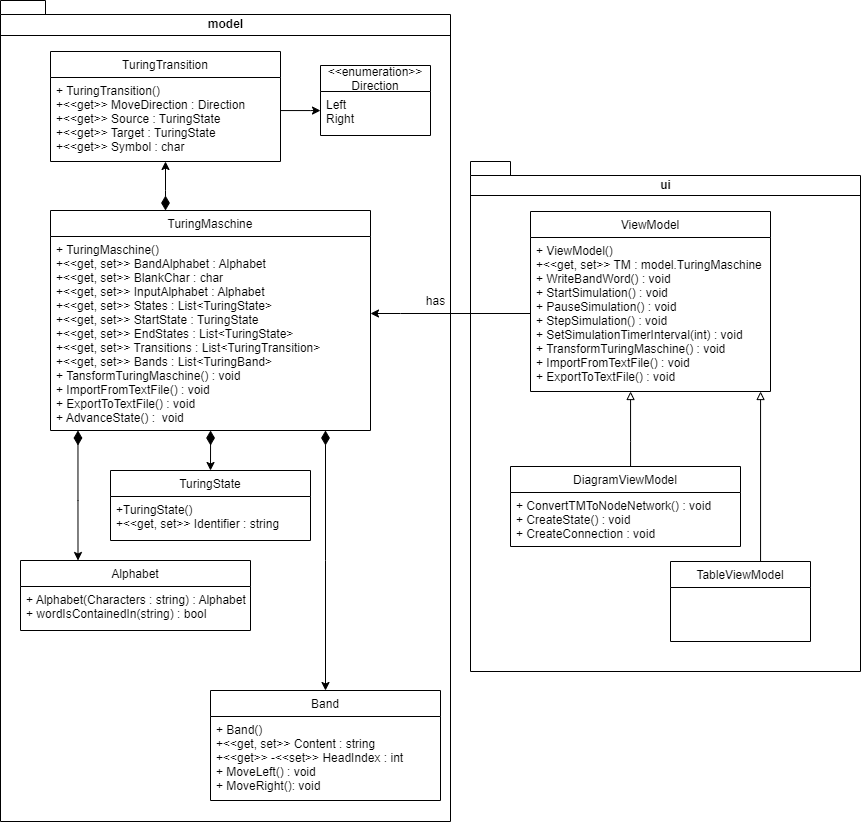 model
TuringTransition
+ TuringTransition()
+<<get>> MoveDirection : Direction
+<<get>> Source : TuringState
+<<get>> Target : TuringState
+<<get>> Symbol : char
<<enumeration>>
Direction
Left
Right
TuringMaschine
+ TuringMaschine()
+<<get, set>> BandAlphabet : Alphabet
+<<get, set>> BlankChar : char
+<<get, set>> InputAlphabet : Alphabet
+<<get, set>> States : List<TuringState>
+<<get, set>> StartState : TuringState
+<<get, set>> EndStates : List<TuringState>
+<<get, set>> Transitions : List<TuringTransition>
+<<get, set>> Bands : List<TuringBand>
+ TansformTuringMaschine() : void
+ ImportFromTextFile() : void
+ ExportToTextFile() : void
+ AdvanceState() :  void
TuringState
+TuringState()
+<<get, set>> Identifier : string
Alphabet
+ Alphabet(Characters : string) : Alphabet
+ wordIsContainedIn(string) : bool
Band
+ Band()
+<<get, set>> Content : string
+<<get>> -<<set>> HeadIndex : int
+ MoveLeft() : void
+ MoveRight(): void
has
ui
ViewModel
+ ViewModel()
+<<get, set>> TM : model.TuringMaschine
+ WriteBandWord() : void
+ StartSimulation() : void
+ PauseSimulation() : void
+ StepSimulation() : void
+ SetSimulationTimerInterval(int) : void
+ TransformTuringMaschine() : void
+ ImportFromTextFile() : void
+ ExportToTextFile() : void
DiagramViewModel
+ ConvertTMToNodeNetwork() : void
+ CreateState() : void
+ CreateConnection : void
TableViewModel